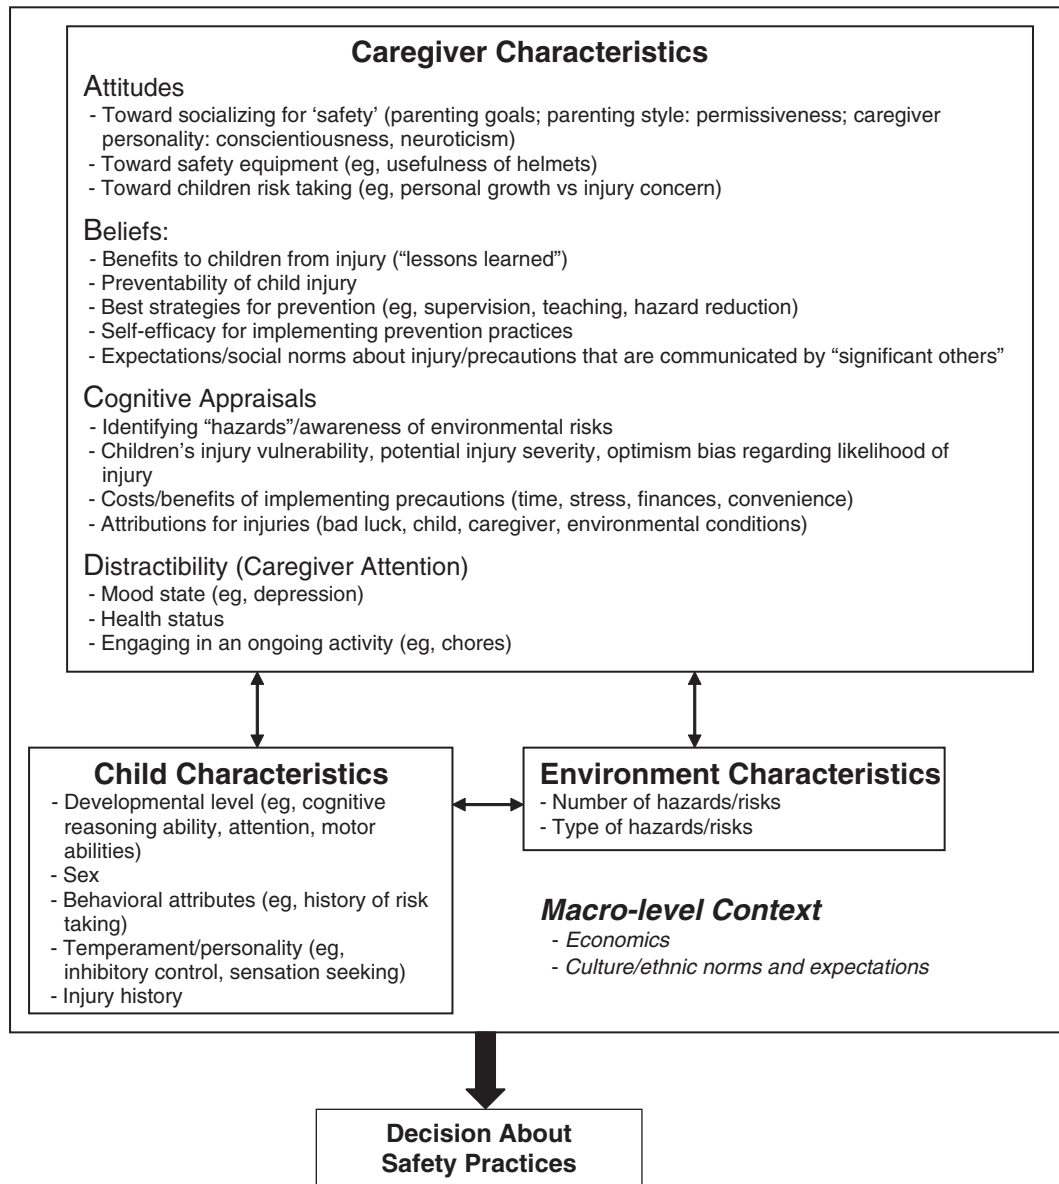 Caregiver Characteristics
Attitudes
- Toward socializing for ‘safety’ (parenting goals; parenting style: permissiveness; caregiver
personality: conscientiousness, neuroticism)
- Toward safety equipment (eg, usefulness of helmets)
- Toward children risk taking (eg, personal growth vs injury concern)
Beliefs:
- Benefits to children from injury (“lessons learned”)
- Preventability of child injury
- Best strategies for prevention (eg, supervision, teaching, hazard reduction)
- Self-efficacy for implementing prevention practices
- Expectations/social norms about injury/precautions that are communicated by “significant others”
Cognitive Appraisals
- Identifying “hazards”/awareness of environmental risks
- Children’s injury vulnerability, potential injury severity, optimism bias regarding likelihood of
injury
- Costs/benefits of implementing precautions (time, stress, finances, convenience)
- Attributions for injuries (bad luck, child, caregiver, environmental conditions)
Distractibility (Caregiver Attention)
- Mood state (eg, depression)
- Health status
- Engaging in an ongoing activity (eg, chores)
Child Characteristics
- Developmental level (eg, cognitive
reasoning ability, attention, motor
abilities)
- Sex
- Behavioral attributes (eg, history of risk
taking)
- Temperament/personality (eg,
inhibitory control, sensation seeking)
- Injury history
Environment Characteristics
- Number of hazards/risks
- Type of hazards/risks
Macro-level Context
- Economics
- Culture/ethnic norms and expectations
Decision About
Safety Practices